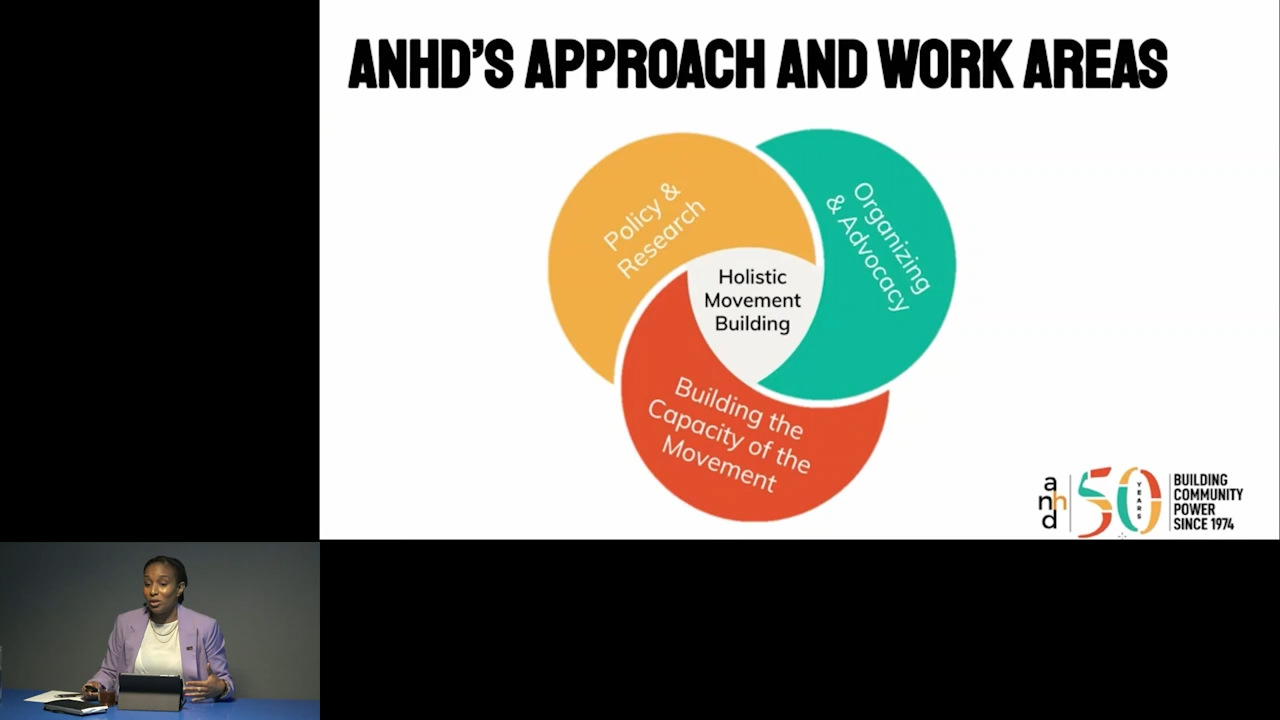 ANHD'S APPROACH AND WORK AREAS
Policy &
Research
Organizing
& Advocacy
Holistic
Movement
Building
Building the
Capacity of the
Movement
a
nh
d
50
YEARS
BUILDING
COMMUNITY
POWER
SINCE 1974